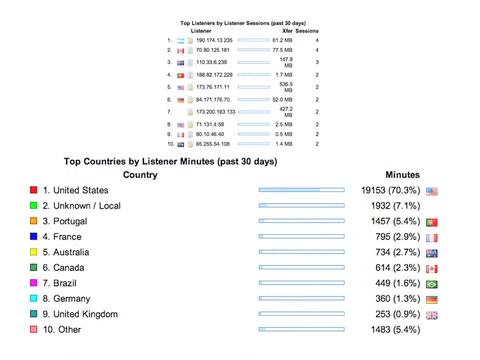 Top Listeners by Listener Sessions (past 30 days)
Listener Xfer Sessions
1. 190.174.13.235 61.2 MB 4
2. 70.80.125.181 77.5 MB 4
3. 110.33.6.239 147.8 MB 3
4. 188.82.172.229 1.7 MB 2
5. 173.76.171.11 536.5 MB 2
6. 84.171.176.70 52.0 MB 2
7. 173.200.183.133 427.2 MB 2
8. 71.131.4.58 2.5 MB 2
9. 80.10.46.40 0.5 MB 2
10. 65.255.54.108 1.4 MB 2
Top Countries by Listener Minutes (past 30 days)
Country Minutes
1. United States 19153 (70.3%)
2. Unknown / Local 1932 (7.1%)
3. Portugal 1457 (5.4%)
4. France 795 (2.9%)
5. Australia 734 (2.7%)
6. Canada 614 (2.3%)
7. Brazil 449 (1.6%)
8. Germany 360 (1.3%)
9. United Kingdom 253 (0.9%)
10. Other 1483 (5.4%)